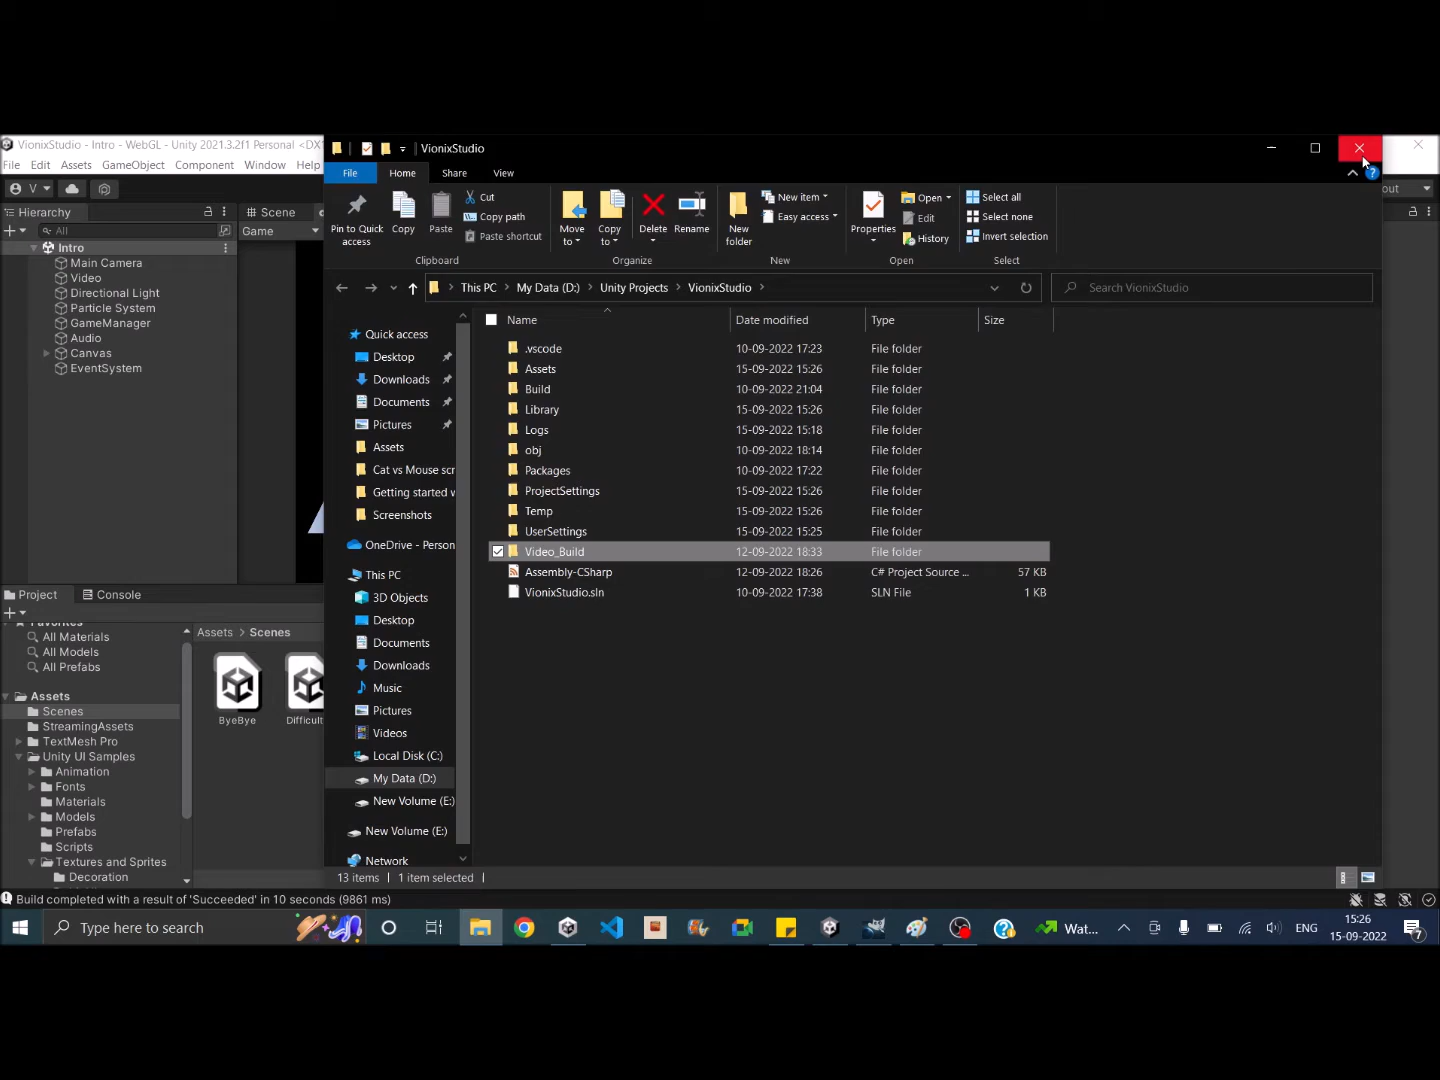 VionixStudio - Intro - WebGL - Unity 2021.3.2f1 Personal <DX
File Edit Assets GameObject Component Window Help
V
Hierarchy
All
Intro
Main Camera
Video
Directional Light
Particle System
GameManager
Audio
Canvas
EventSystem
Scene
Game
Project
Console
Favorites
All Materials
All Models
All Prefabs
Assets
Scenes
StreamingAssets
TextMesh Pro
Unity UI Samples
Animation
Fonts
Materials
Models
Prefabs
Scripts
Textures and Sprites
Decoration
Assets > Scenes
ByeBye
Difficult
VionixStudio
File Home Share View
Pin to Quick access
Copy
Paste
Cut
Copy path
Paste shortcut
Clipboard
Move to
Copy to
Delete
Rename
Organize
New folder
New item
Easy access
New
Properties
Open
Edit
History
Open
Select all
Select none
Invert selection
Select
out
This PC > My Data (D:) > Unity Projects > VionixStudio >
Search VionixStudio
Quick access
Desktop
Downloads
Documents
Pictures
Assets
Cat vs Mouse scr
Getting started w
Screenshots
OneDrive - Person
This PC
3D Objects
Desktop
Documents
Downloads
Music
Pictures
Videos
Local Disk (C:)
My Data (D:)
New Volume (E:)
New Volume (E:)
Network
Name Date modified Type Size
.vscode 10-09-2022 17:23 File folder
Assets 15-09-2022 15:26 File folder
Build 10-09-2022 21:04 File folder
Library 15-09-2022 15:26 File folder
Logs 15-09-2022 15:18 File folder
obj 10-09-2022 18:14 File folder
Packages 10-09-2022 17:22 File folder
ProjectSettings 15-09-2022 15:26 File folder
Temp 15-09-2022 15:26 File folder
UserSettings 15-09-2022 15:25 File folder
Video_Build 12-09-2022 18:33 File folder
Assembly-CSharp 12-09-2022 18:26 C# Project Source ... 57 KB
VionixStudio.sln 10-09-2022 17:38 SLN File 1 KB
13 items 1 item selected
Build completed with a result of 'Succeeded' in 10 seconds (9861 ms)
Type here to search
Wat...
ENG
15:26
15-09-2022
7